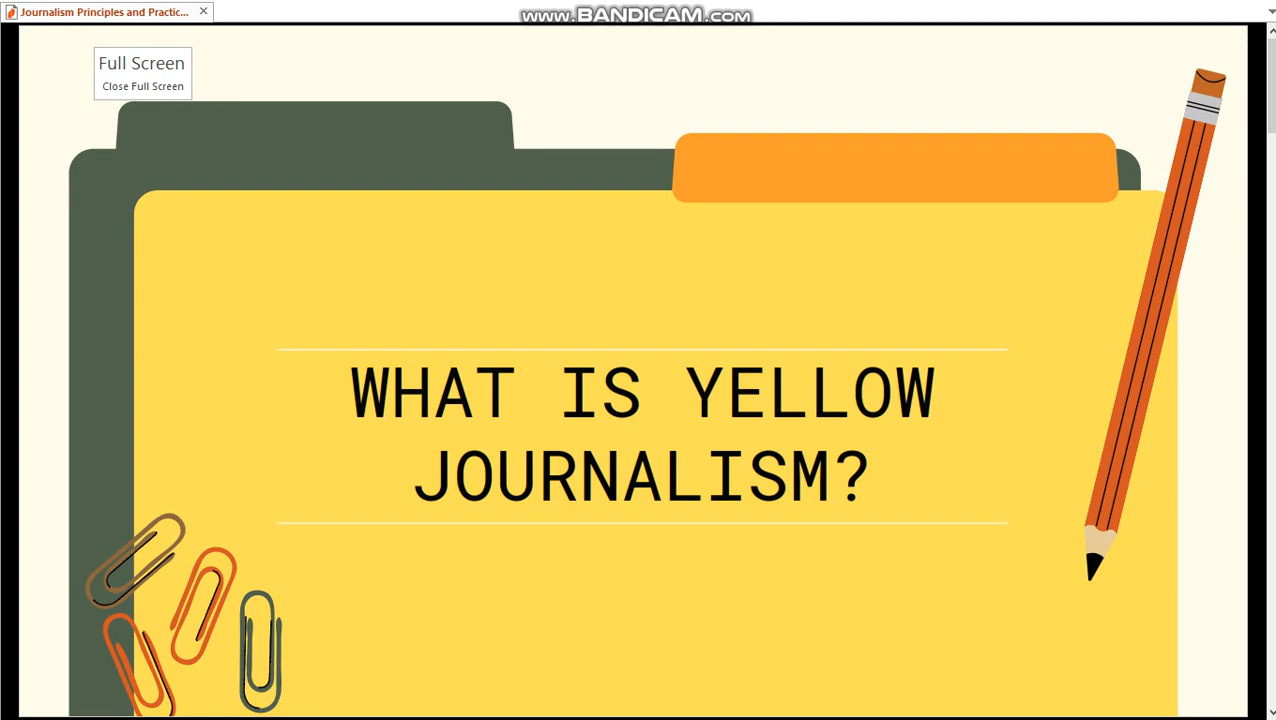 Journalism Principles and Practic...
www.BANDICAM.com
Full Screen
Close Full Screen
WHAT IS YELLOW
JOURNALISM?